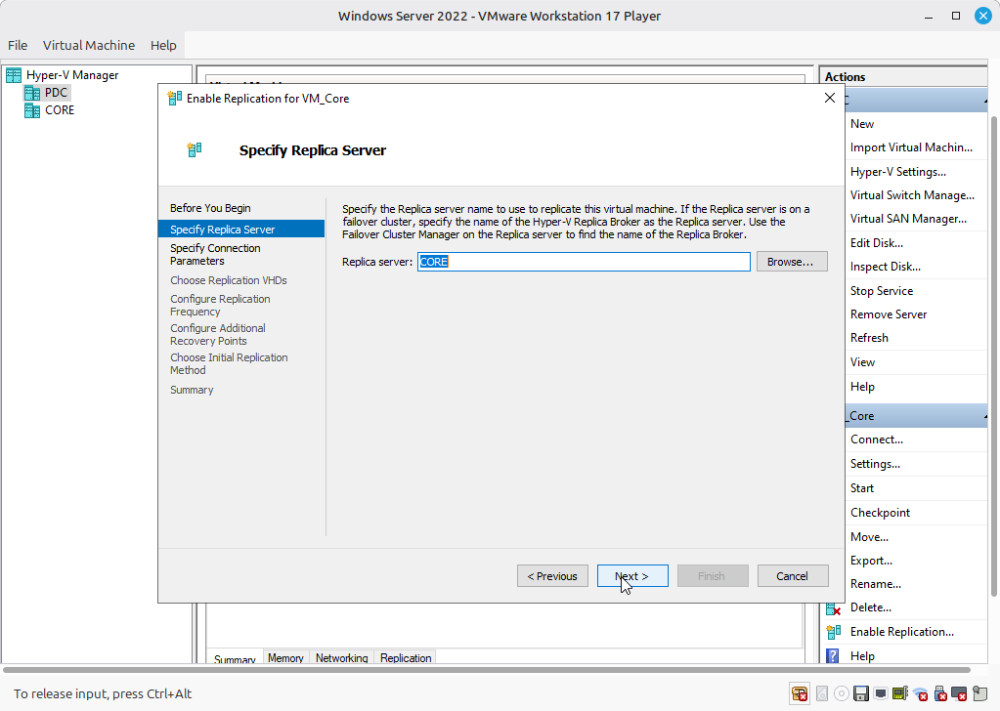 Windows Server 2022 - VMware Workstation 17 Player
File Virtual Machine Help
Hyper-V Manager
PDC
CORE
Enable Replication for VM_Core
Specify Replica Server
Before You Begin
Specify Replica Server
Specify Connection
Parameters
Choose Replication VHDs
Configure Replication
Frequency
Configure Additional
Recovery Points
Choose Initial Replication
Method
Summary
Specify the Replica server name to use to replicate this virtual machine. If the Replica server is on a
failover cluster, specify the name of the Hyper-V Replica Broker as the Replica server. Use the
Failover Cluster Manager on the Replica server to find the name of the Replica Broker.
Replica server: CORE Browse...
< Previous Next > Finish Cancel
Summary Memory Networking Replication
Actions
New
Import Virtual Machin...
Hyper-V Settings...
Virtual Switch Manage...
Virtual SAN Manager...
Edit Disk...
Inspect Disk...
Stop Service
Remove Server
Refresh
View
Help
_Core
Connect...
Settings...
Start
Checkpoint
Move...
Export...
Rename...
Delete...
Enable Replication...
Help
To release input, press Ctrl+Alt